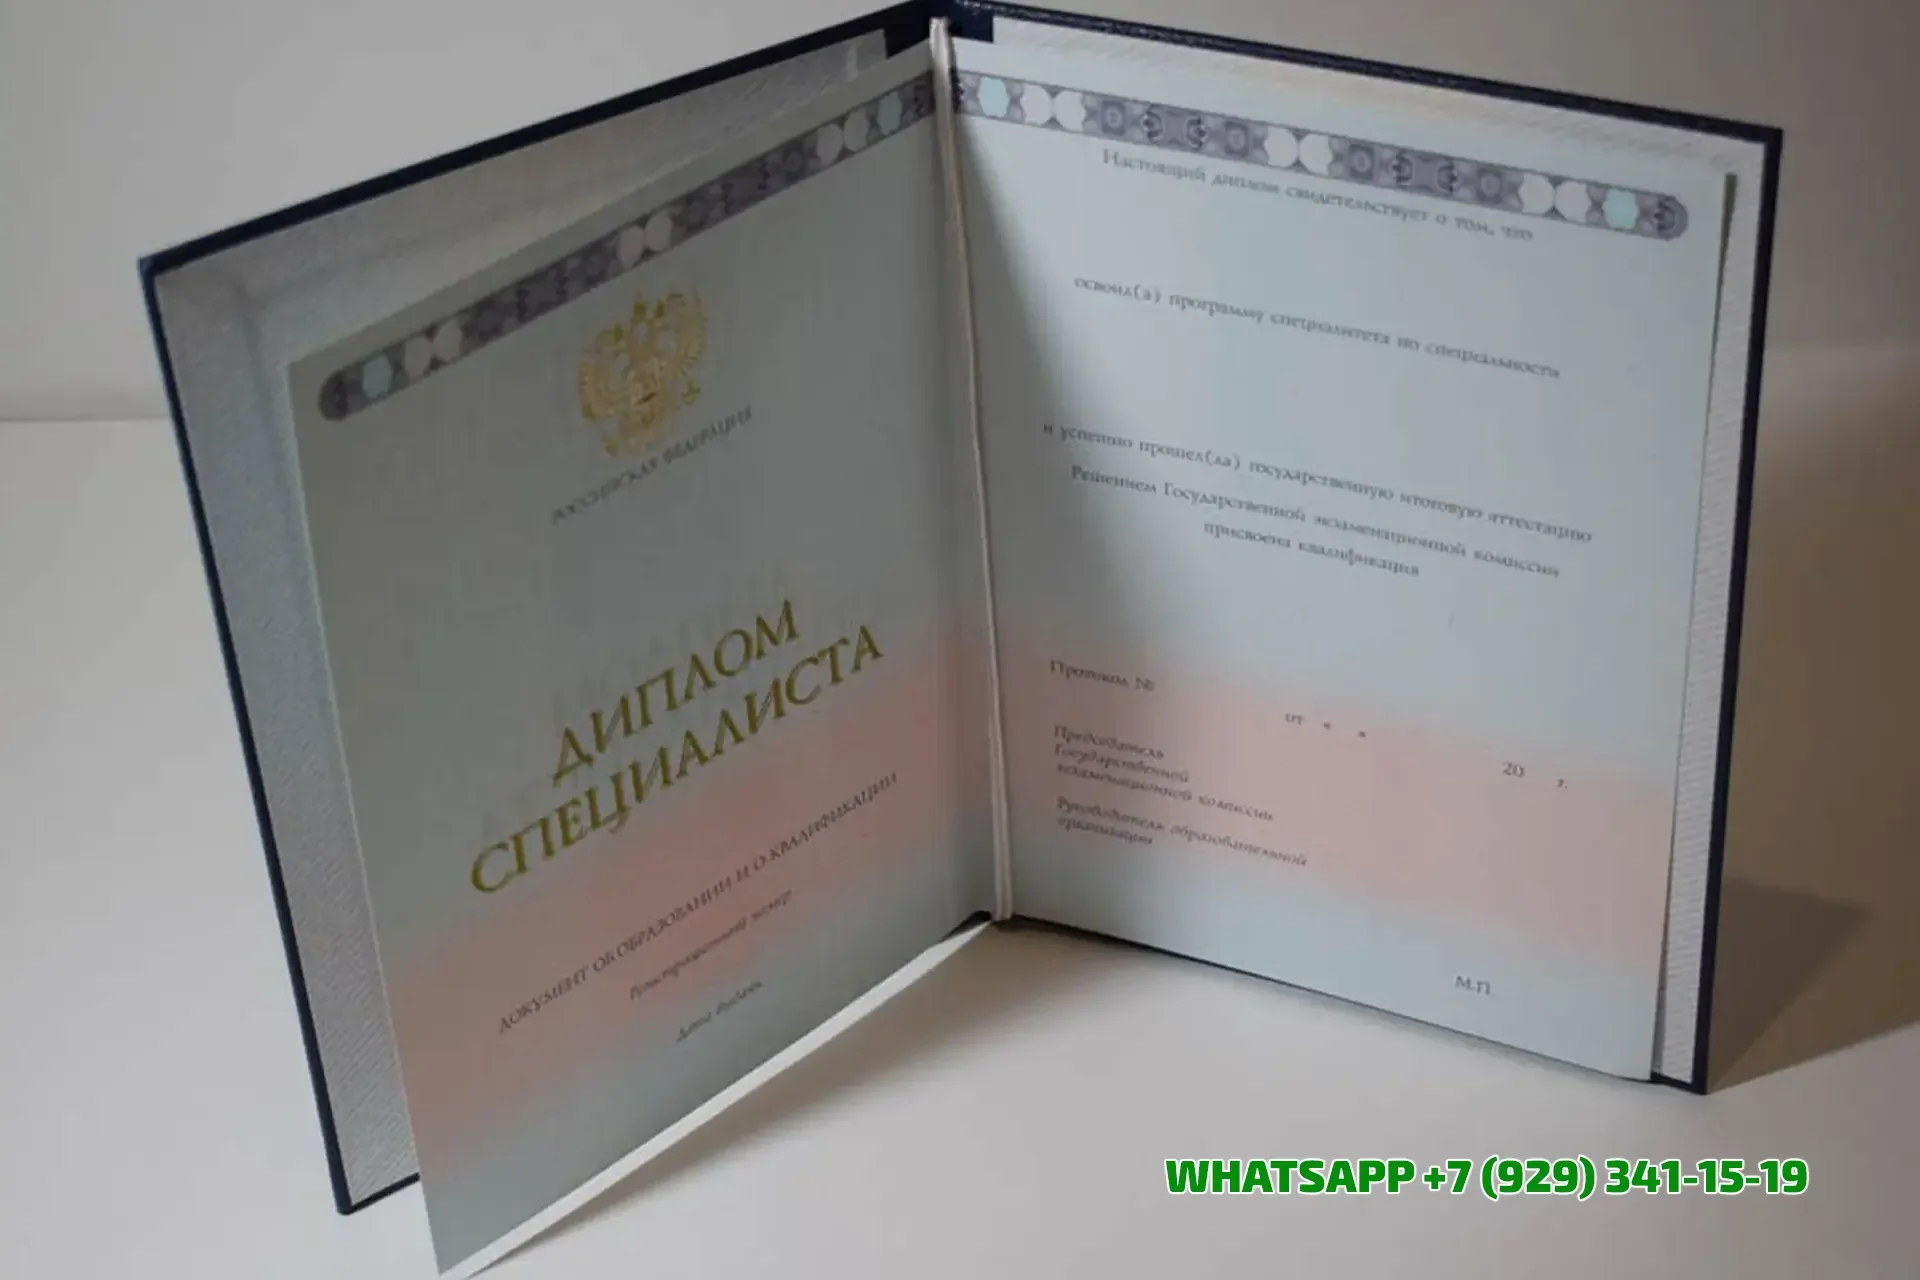 РОССИЙСКАЯ ФЕДЕРАЦИЯ
ДИПЛОМ
СПЕЦИАЛИСТА
ДОКУМЕНТ ОБ ОБРАЗОВАНИИ И О КВАЛИФИКАЦИИ
Регистрационный номер
Дата выдачи
Настоящий диплом свидетельствует о том, что
освоил(а) программу специалитета по специальности
и успешно прошел(ла) государственную итоговую аттестацию
Решением Государственной экзаменационной комиссии
присвоена квалификация
Протокол №
от « »
20 г.
Председатель
Государственной
экзаменационной комиссии
Руководитель образовательной
организации
М.П.
WHATSAPP +7 (929) 341-15-19